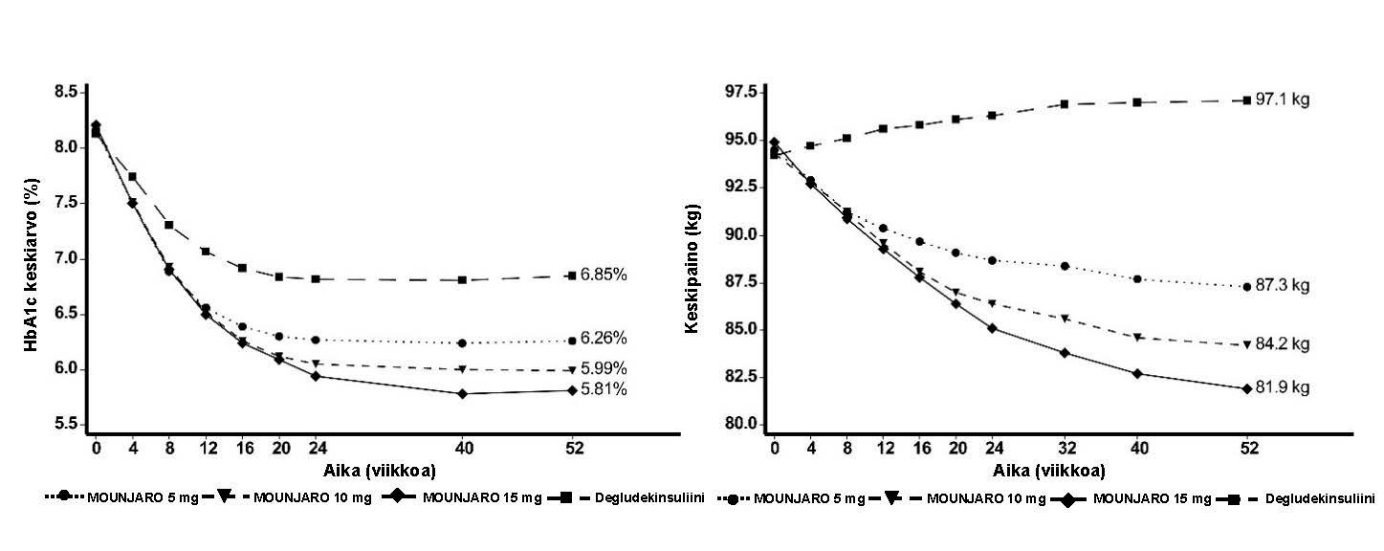 HbA1c keskiarvo (%)
8.5
8.0
7.5
7.0
6.5
6.0
5.5
6.85%
6.26%
5.99%
5.81%
0 4 8 12 16 20 24 40 52
Aika (viikkoa)
MOUNJARO 5 mg MOUNJARO 10 mg MOUNJARO 15 mg Degludekinsuliini
Keskipaino (kg)
97.5
95.0
92.5
90.0
87.5
85.0
82.5
80.0
97.1 kg
87.3 kg
84.2 kg
81.9 kg
0 4 8 12 16 20 24 32 40 52
Aika (viikkoa)
MOUNJARO 5 mg MOUNJARO 10 mg MOUNJARO 15 mg Degludekinsuliini